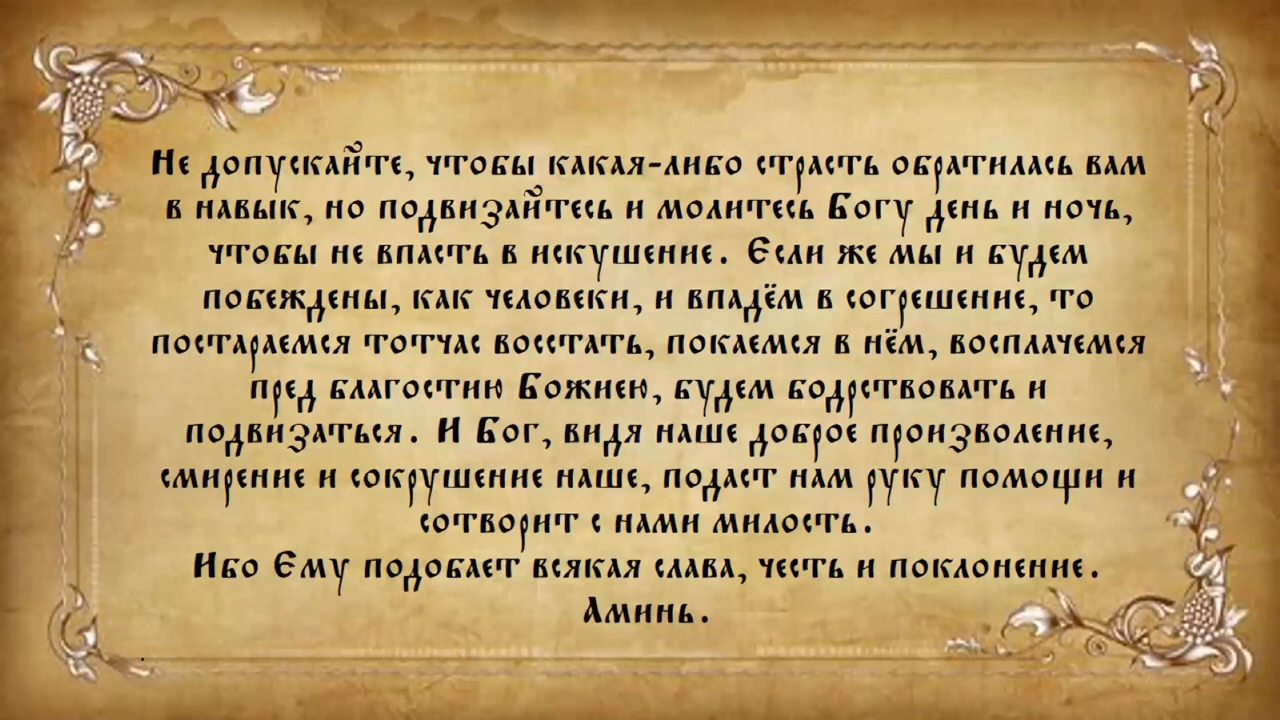 Не допускайте, чтобы какая-либо страсть обратилась вам
в навык, но подвизайтесь и молитесь Богу день и ночь,
чтобы не впасть в искушение. Если же мы и будем
побеждены, как человеки, и впадём в согрешение, то
постараемся тотчас восстать, покаемся в нём, восплачемся
пред благостию Божиею, будем бодрствовать и
подвизаться. И Бог, видя наше доброе произволение,
смирение и сокрушение наше, подаст нам руку помощи и
сотворит с нами милость.
Ибо Ему подобает всякая слава, честь и поклонение.
Аминь.
.